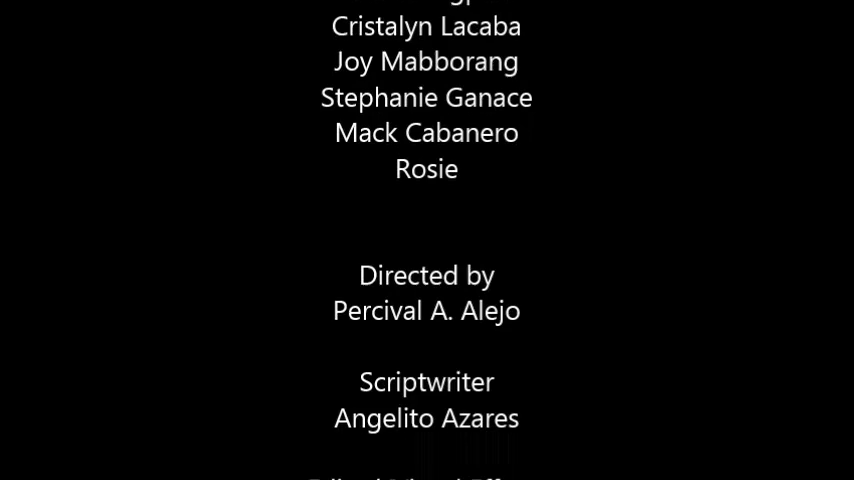 Cristalyn Lacaba
Joy Mabborang
Stephanie Ganace
Mack Cabanero
Rosie
Directed by
Percival A. Alejo
Scriptwriter
Angelito Azares